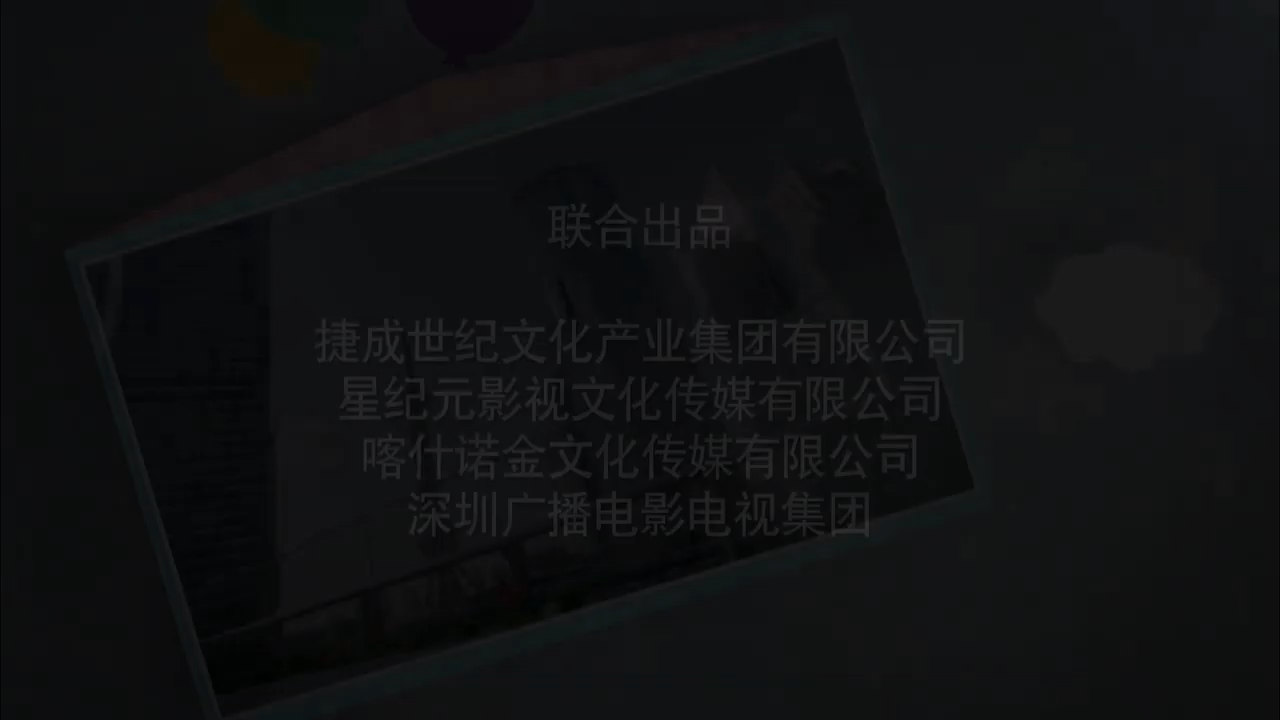 联合出品
捷成世纪文化产业集团有限公司
星纪元影视文化传媒有限公司
喀什诺金文化传媒有限公司
深圳广播电影电视集团